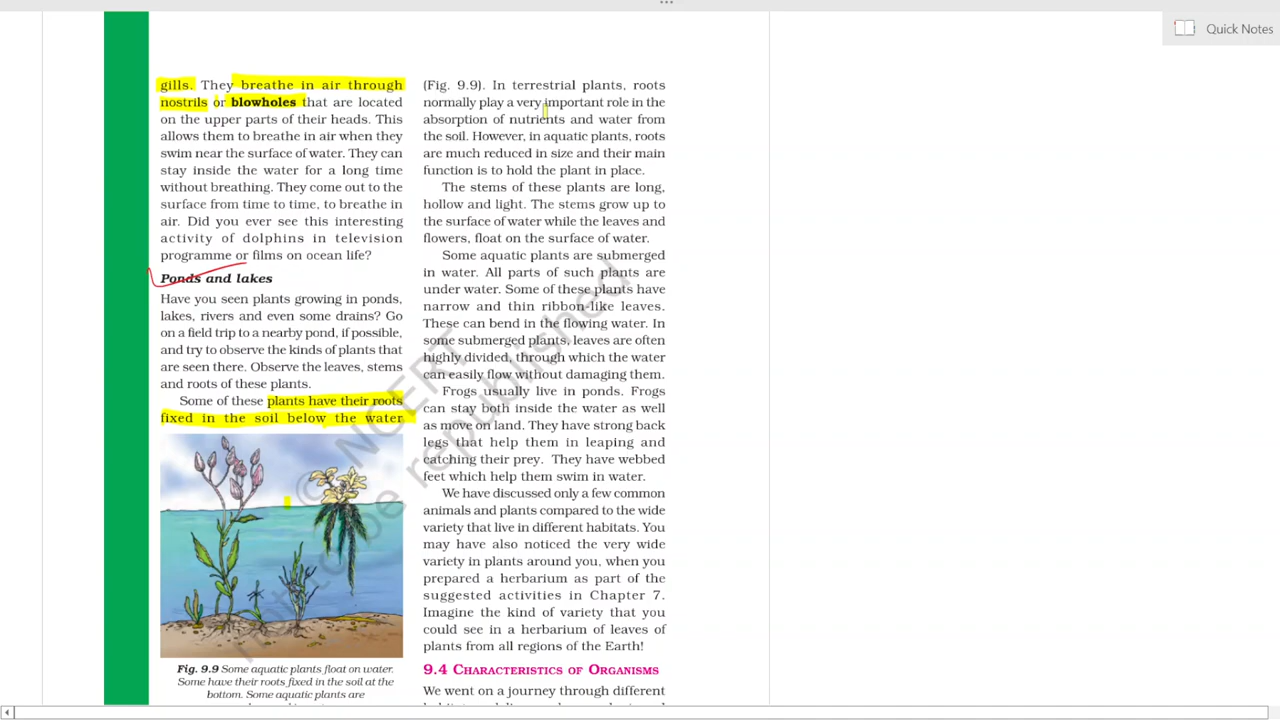 Quick Notes
gills. They breathe in air through
nostrils or blowholes that are located
on the upper parts of their heads. This
allows them to breathe in air when they
swim near the surface of water. They can
stay inside the water for a long time
without breathing. They come out to the
surface from time to time, to breathe in
air. Did you ever see this interesting
activity of dolphins in television
programme or films on ocean life?
Ponds and lakes
Have you seen plants growing in ponds,
lakes, rivers and even some drains? Go
on a field trip to a nearby pond, if possible,
and try to observe the kinds of plants that
are seen there. Observe the leaves, stems
and roots of these plants.
Some of these plants have their roots
fixed in the soil below the water
Fig. 9.9 Some aquatic plants float on water.
Some have their roots fixed in the soil at the
bottom. Some aquatic plants are
(Fig. 9.9). In terrestrial plants, roots
normally play a very important role in the
absorption of nutrients and water from
the soil. However, in aquatic plants, roots
are much reduced in size and their main
function is to hold the plant in place.
The stems of these plants are long,
hollow and light. The stems grow up to
the surface of water while the leaves and
flowers, float on the surface of water.
Some aquatic plants are submerged
in water. All parts of such plants are
under water. Some of these plants have
narrow and thin ribbon-like leaves.
These can bend in the flowing water. In
some submerged plants, leaves are often
highly divided, through which the water
can easily flow without damaging them.
Frogs usually live in ponds. Frogs
can stay both inside the water as well
as move on land. They have strong back
legs that help them in leaping and
catching their prey. They have webbed
feet which help them swim in water.
We have discussed only a few common
animals and plants compared to the wide
variety that live in different habitats. You
may have also noticed the very wide
variety in plants around you, when you
prepared a herbarium as part of the
suggested activities in Chapter 7.
Imagine the kind of variety that you
could see in a herbarium of leaves of
plants from all regions of the Earth!
9.4 Characteristics of Organisms
We went on a journey through different
© NCERT
not to be republished